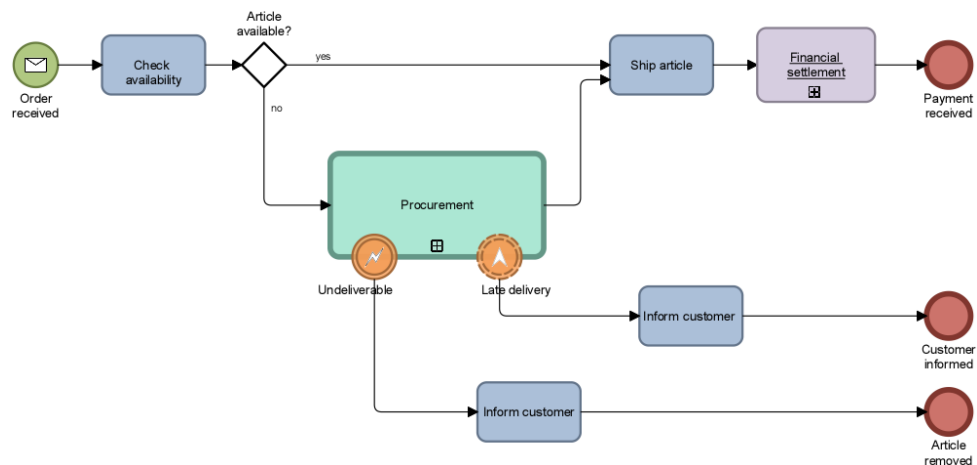 Article
available?
Order
received
Check
availability
yes
no
Ship article
Financial
settlement
Payment
received
Procurement
Undeliverable
Late delivery
Inform customer
Customer
informed
Inform customer
Article
removed